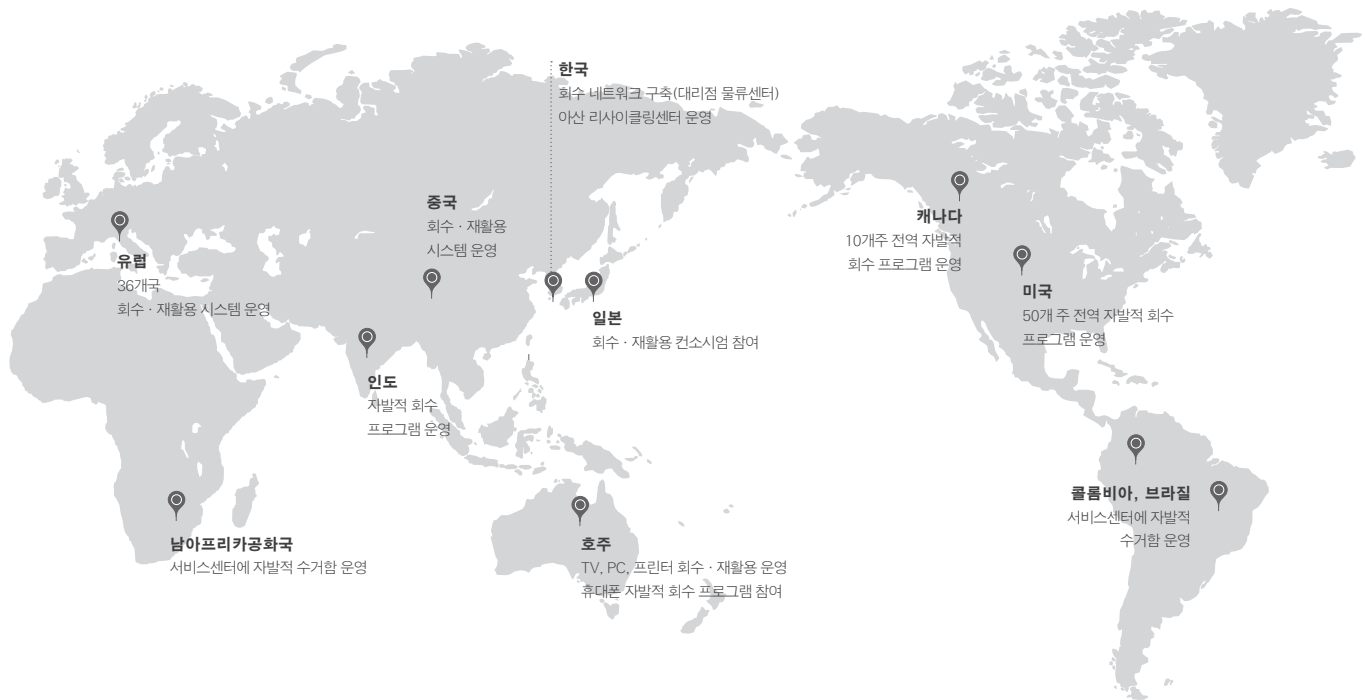 한국
회수 네트워크 구축(대리점 물류센터)
아산 리사이클링센터 운영
중국
회수 · 재활용
시스템 운영
캐나다
10개주 전역 자발적
회수 프로그램 운영
유럽
36개국
회수 · 재활용 시스템 운영
미국
50개 주 전역 자발적 회수
프로그램 운영
일본
회수 · 재활용 컨소시엄 참여
인도
자발적 회수
프로그램 운영
콜롬비아, 브라질
서비스센터에 자발적
수거함 운영
남아프리카공화국
서비스센터에 자발적 수거함 운영
호주
TV, PC, 프린터 회수 · 재활용 운영
휴대폰 자발적 회수 프로그램 참여